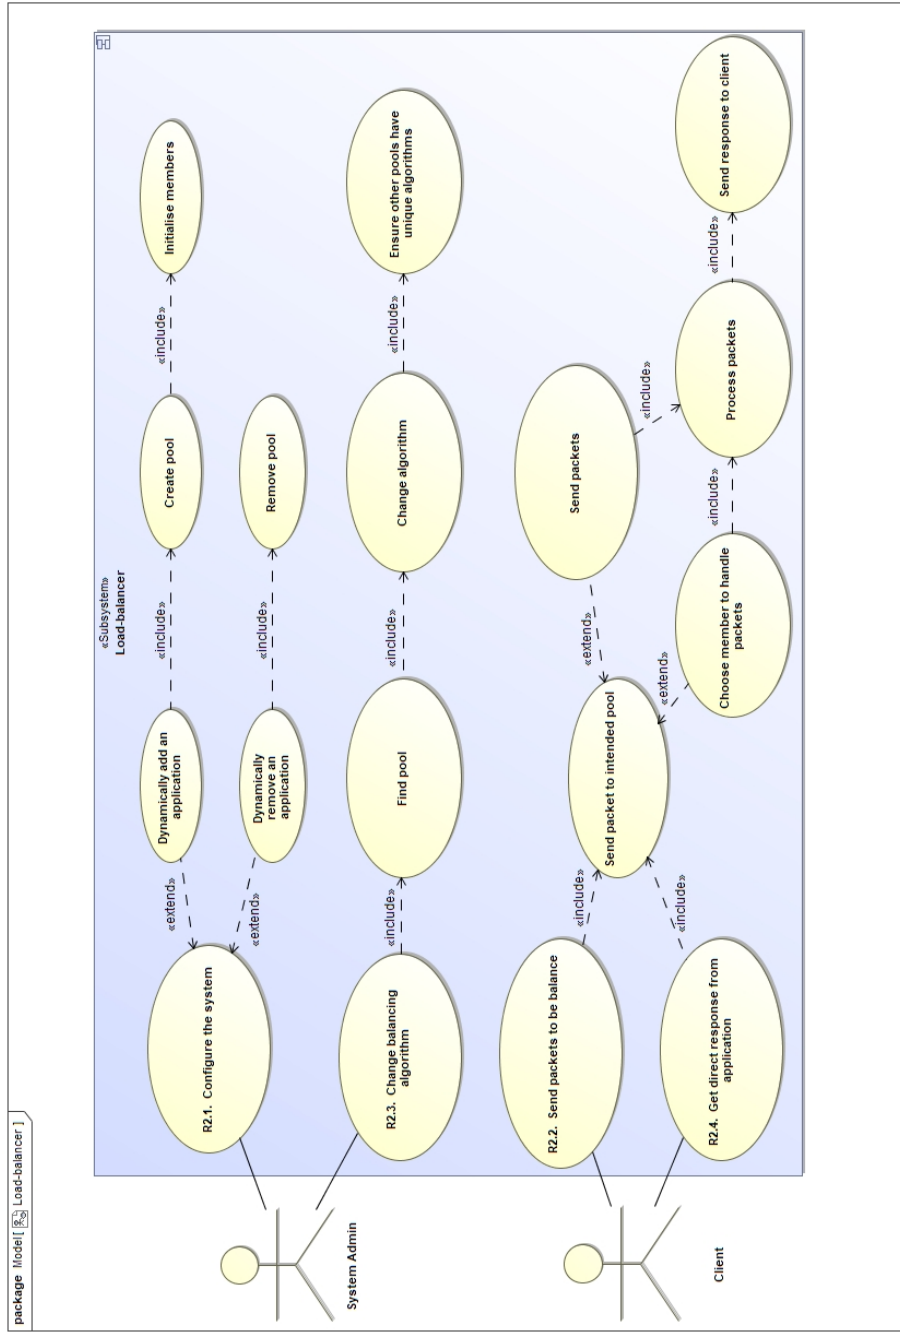 package Model [ Load-balancer ]
«Subsystem»
Load-balancer
System Admin
Client
R2.1. Configure the system
«extend»
Dynamically add an
application
«include»
Create pool
«include»
Initialise members
«extend»
Dynamically
remove an
application
«include»
Remove pool
R2.3. Change balancing
algorithm
«include»
Find pool
«include»
Change algorithm
«include»
Ensure other pools have
unique algorithms
R2.2. Send packets to be balance
«include»
Send packet to intended pool
«extend»
Send packets
«include»
R2.4. Get direct response from
application
«include»
«extend»
Choose member to handle
packets
«include»
Process packets
«include»
Send response to client